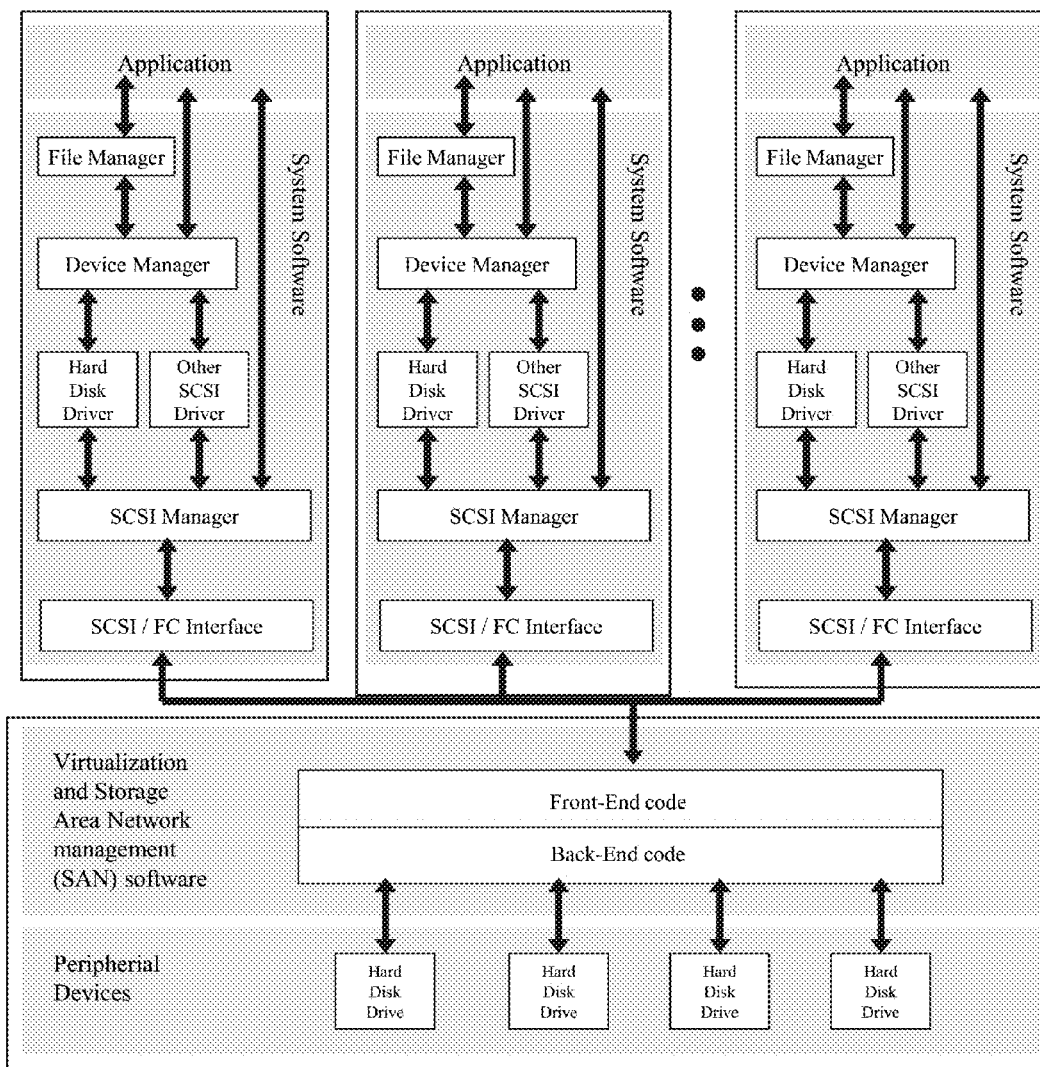 Application
File Manager
System Software
Device Manager
Hard
Disk
Driver
Other
SCSI
Driver
SCSI Manager
SCSI / FC Interface
Application
File Manager
System Software
Device Manager
Hard
Disk
Driver
Other
SCSI
Driver
SCSI Manager
SCSI / FC Interface
Application
File Manager
System Software
Device Manager
Hard
Disk
Driver
Other
SCSI
Driver
SCSI Manager
SCSI / FC Interface
Virtualization
and Storage
Area Network
management
(SAN) software
Front-End code
Back-End code
Peripherial
Devices
Hard
Disk
Drive
Hard
Disk
Drive
Hard
Disk
Drive
Hard
Disk
Drive